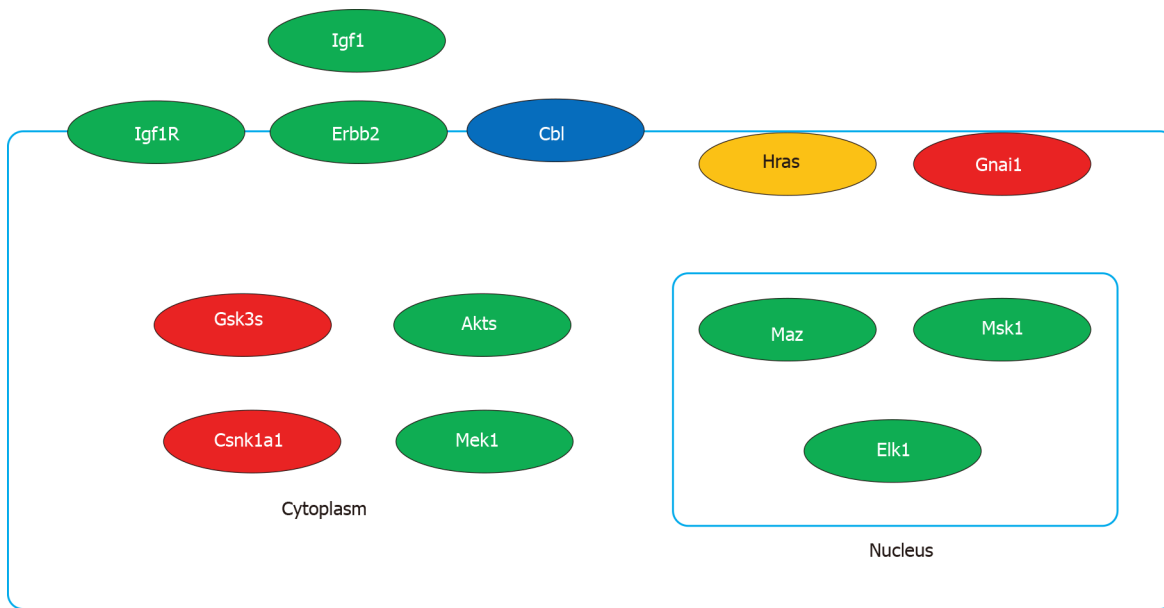 Igf1
Igf1R
Erbb2
Cbl
Hras
Gnai1
Gsk3s
Akts
Maz
Msk1
Csnk1a1
Mek1
Elk1
Cytoplasm
Nucleus